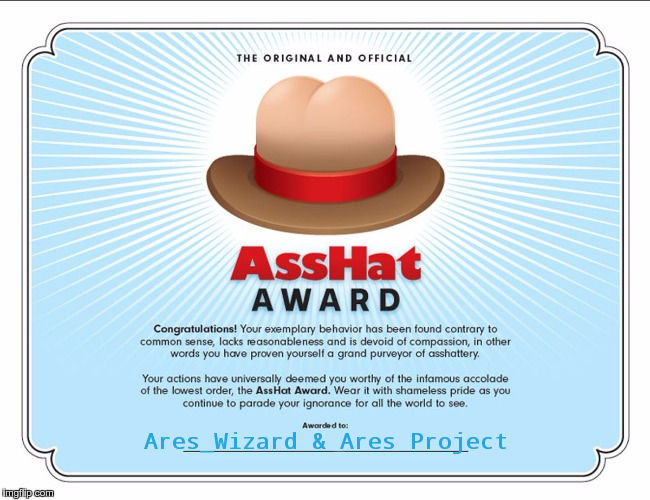 THE ORIGINAL AND OFFICIAL
AssHat
AWARD
Congratulations! Your exemplary behavior has been found contrary to
common sense, lacks reasonableness and is devoid of compassion, in other
words you have proven yourself a grand purveyor of asshattery.
Your actions have universally deemed you worthy of the infamous accolade
of the lowest order, the AssHat Award. Wear it with shameless pride as you
continue to parade your ignorance for all the world to see.
Awarded to:
Ares Wizard & Ares Project
imgflip.com